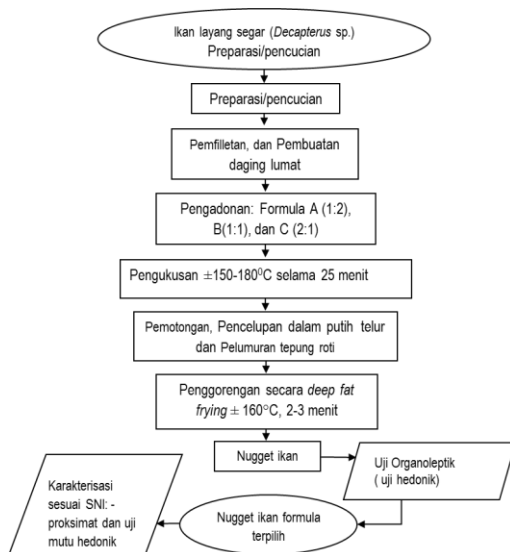 Ikan layang segar (Decapterus sp.)
Preparasi/pencucian
Preparasi/pencucian
Pemfilletan, dan Pembuatan
daging lumat
Pengadonan: Formula A (1:2),
B(1:1), dan C (2:1)
Pengukusan ±150-180⁰C selama 25 menit
Pemotongan, Pencelupan dalam putih telur
dan Pelumuran tepung roti
Penggorengan secara deep fat
frying ± 160°C, 2-3 menit
Nugget ikan
Uji Organoleptik
( uji hedonik)
Nugget ikan formula
terpilih
Karakterisasi
sesuai SNI: -
proksimat dan uji
mutu hedonik